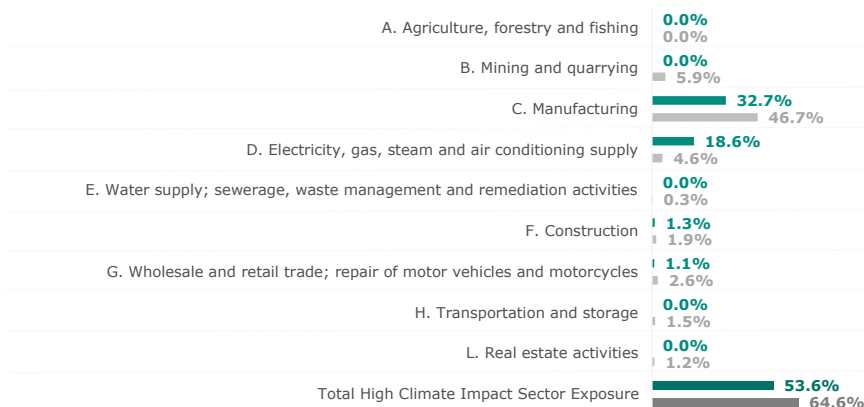 A. Agriculture, forestry and fishing
0.0%
0.0%
B. Mining and quarrying
0.0%
5.9%
C. Manufacturing
32.7%
46.7%
D. Electricity, gas, steam and air conditioning supply
18.6%
4.6%
E. Water supply; sewerage, waste management and remediation activities
0.0%
0.3%
F. Construction
1.3%
1.9%
G. Wholesale and retail trade; repair of motor vehicles and motorcycles
1.1%
2.6%
H. Transportation and storage
0.0%
1.5%
L. Real estate activities
0.0%
1.2%
Total High Climate Impact Sector Exposure
53.6%
64.6%